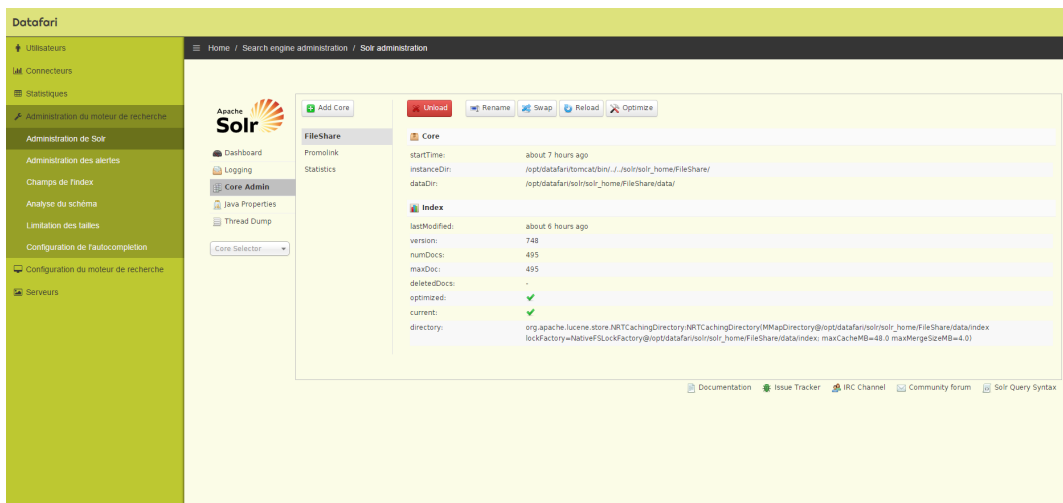 Datafari
Utilisateurs
Connecteurs
Statistiques
Administration du moteur de recherche
Administration de Solr
Administration des alertes
Champs de l'index
Analyse du schéma
Limitation des tailles
Configuration de l'autocompletion
Configuration du moteur de recherche
Serveurs
Home / Search engine administration / Solr administration
Apache
Solr
Dashboard
Logging
Core Admin
Java Properties
Thread Dump
Core Selector
Add Core
FileShare
Promolink
Statistics
Unload Rename Swap Reload Optimize
Core
startTime: about 7 hours ago
instanceDir: /opt/datafari/tomcat/bin/../../solr/solr_home/FileShare/
dataDir: /opt/datafari/solr/solr_home/FileShare/data/
Index
lastModified: about 6 hours ago
version: 748
numDocs: 495
maxDoc: 495
deletedDocs: -
optimized:
current:
directory: org.apache.lucene.store.NRTCachingDirectory:NRTCachingDirectory(MMapDirectory@/opt/datafari/solr/solr_home/FileShare/data/index
lockFactory=NativeFSLockFactory@/opt/datafari/solr/solr_home/FileShare/data/index; maxCacheMB=48.0 maxMergeSizeMB=4.0)
Documentation Issue Tracker IRC Channel Community forum Solr Query Syntax